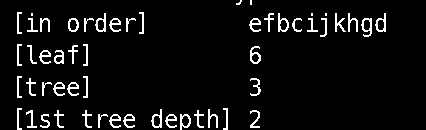 [in order] efbcijkhgd
[leaf] 6
[tree] 3
[1st tree depth] 2